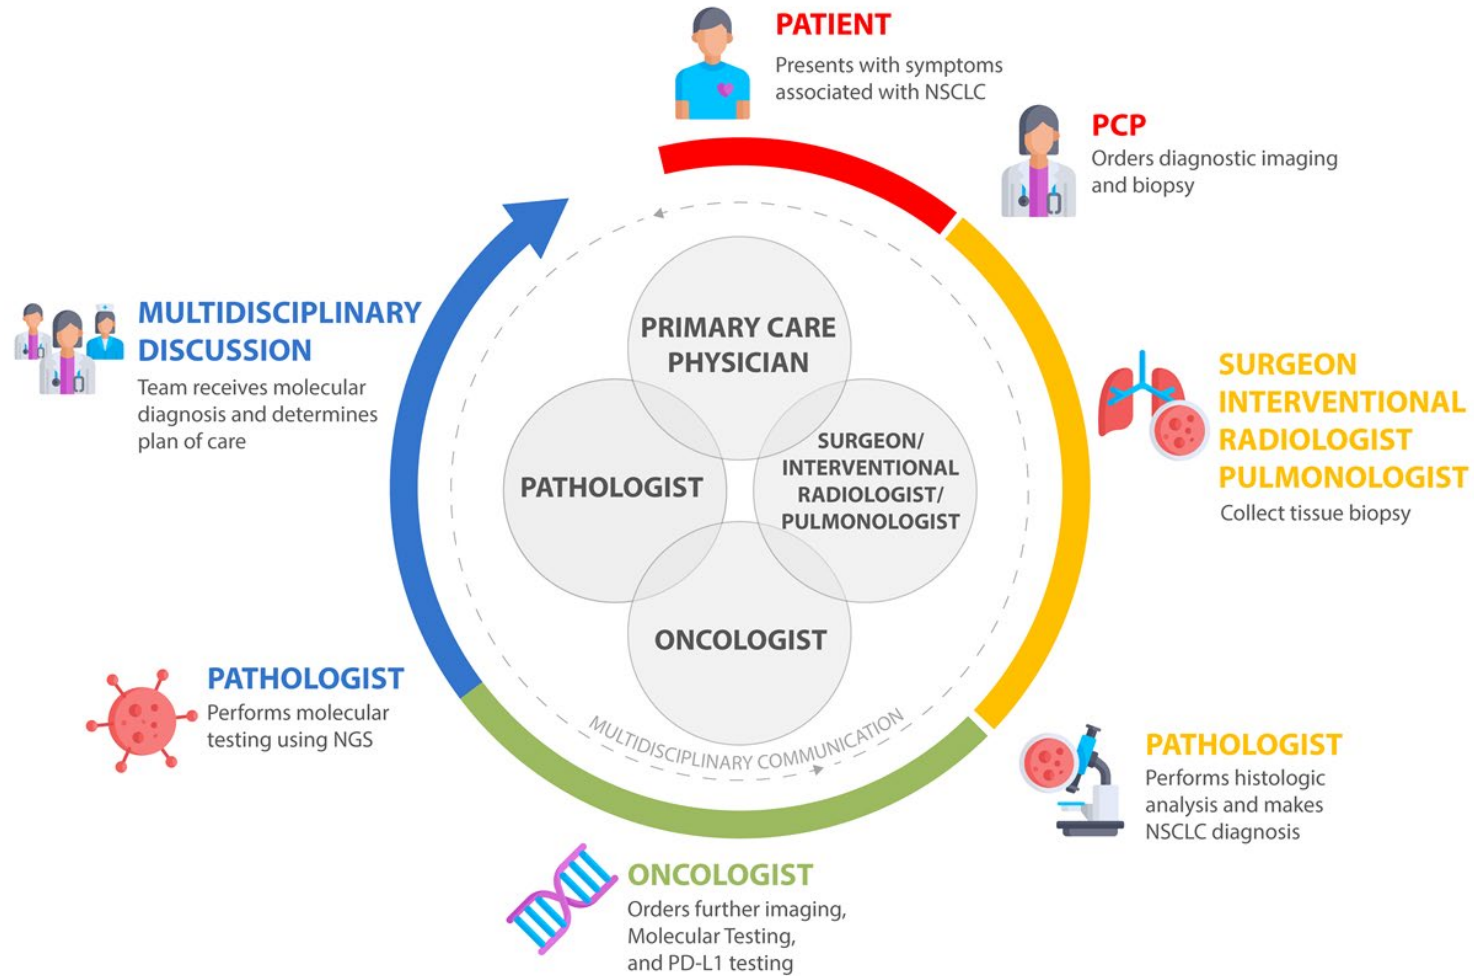 PATIENT
Presents with symptoms
associated with NSCLC
PCP
Orders diagnostic imaging
and biopsy
SURGEON
INTERVENTIONAL
RADIOLOGIST
PULMONOLOGIST
Collect tissue biopsy
PATHOLOGIST
Performs histologic
analysis and makes
NSCLC diagnosis
ONCOLOGIST
Orders further imaging,
Molecular Testing,
and PD-L1 testing
PATHOLOGIST
Performs molecular
testing using NGS
MULTIDISCIPLINARY
DISCUSSION
Team receives molecular
diagnosis and determines
plan of care
PRIMARY CARE
PHYSICIAN
SURGEON/
INTERVENTIONAL
RADIOLOGIST/
PULMONOLOGIST
PATHOLOGIST
ONCOLOGIST
MULTIDISCIPLINARY COMMUNICATION